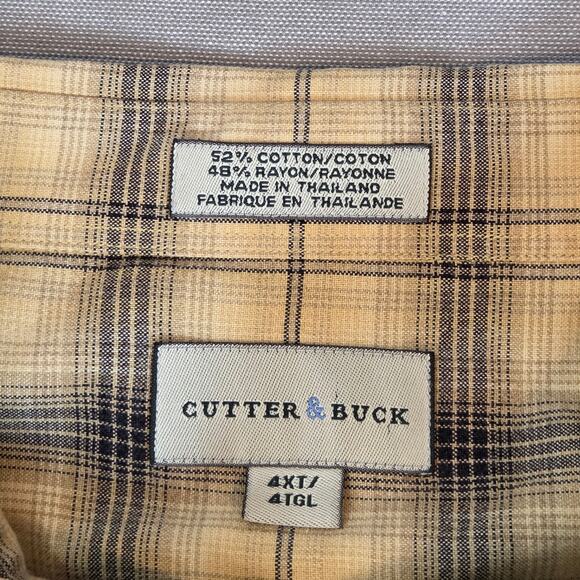 52% COTTON/COTON
48% RAYON/RAYONNE
MADE IN THAILAND
FABRIQUE EN THAILANDE
CUTTER & BUCK
4XT/
4TGL